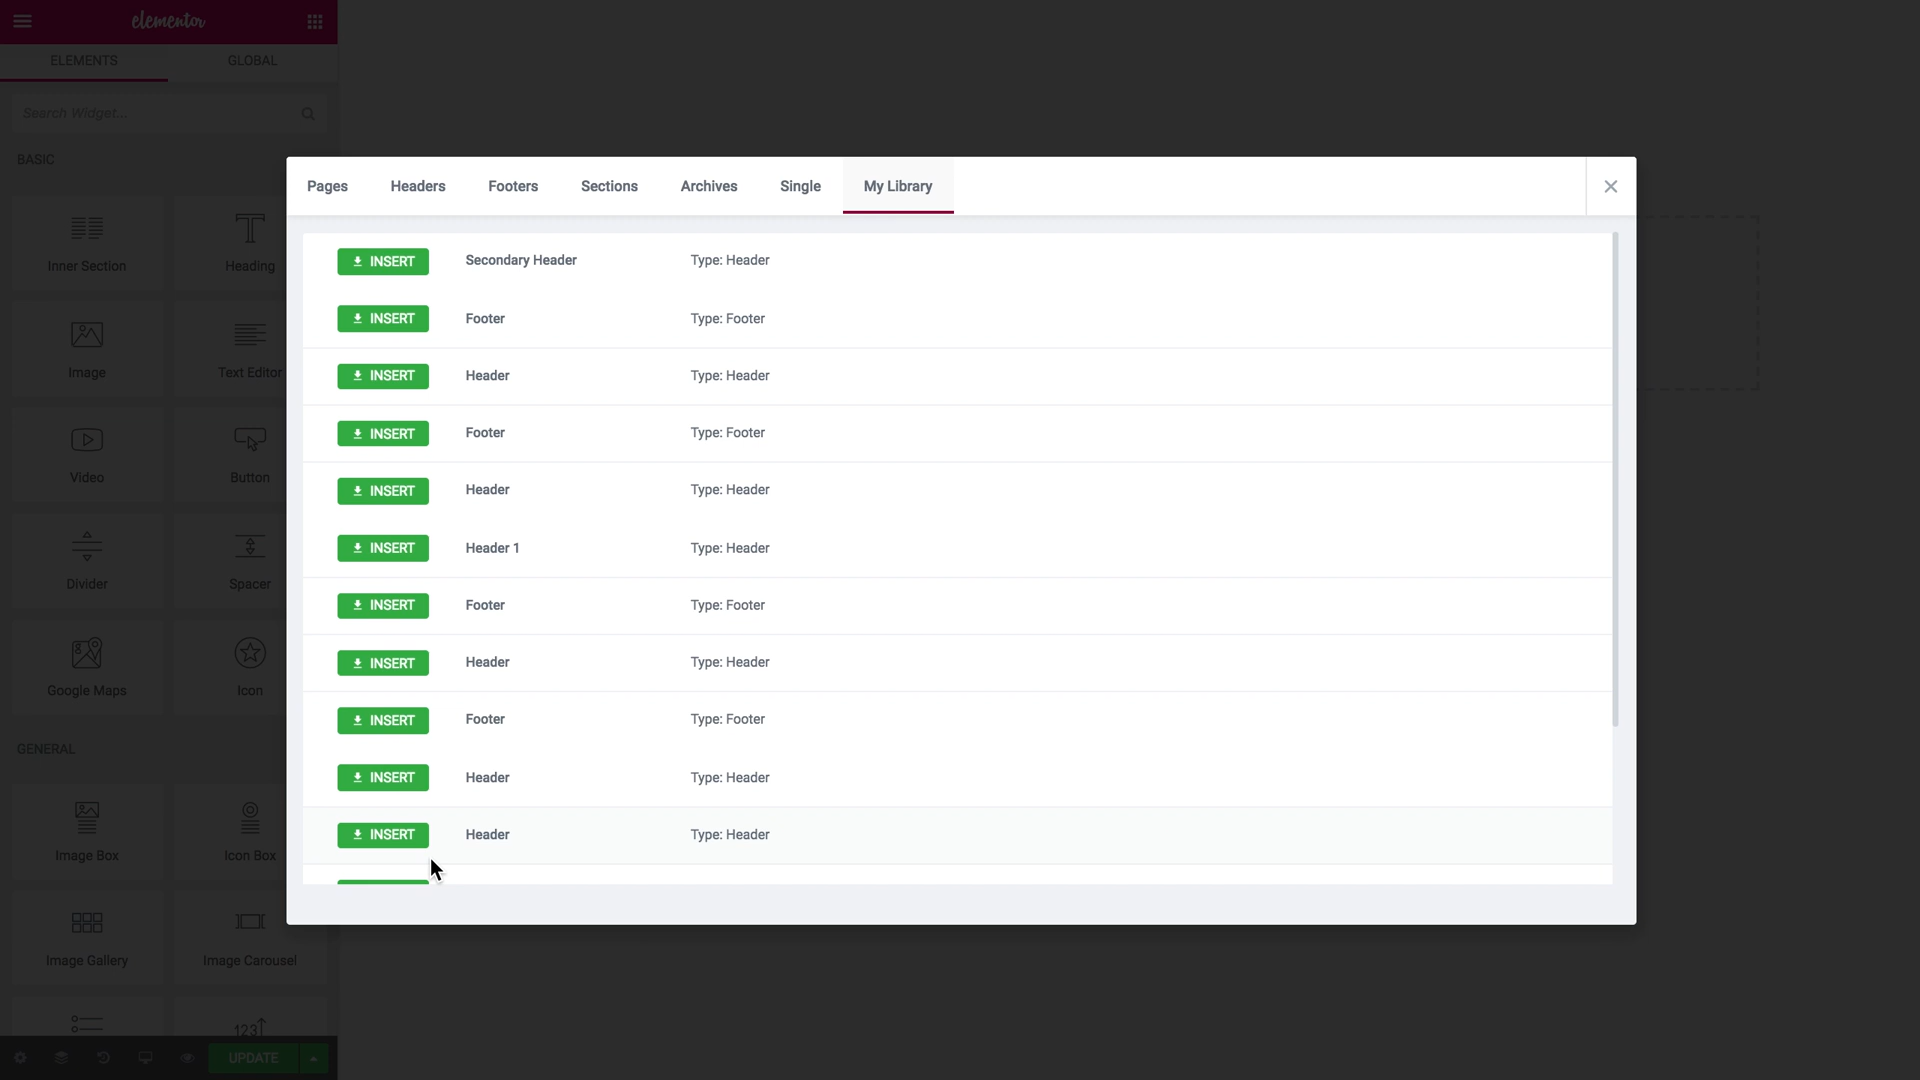 elementor
ELEMENTS GLOBAL
Search Widget...
BASIC
Inner Section Heading
Image Text Editor
Video Button
Divider Spacer
Google Maps Icon
GENERAL
Image Box Icon Box
Image Gallery Image Carousel
123
UPDATE
Pages Headers Footers Sections Archives Single My Library
INSERT Secondary Header Type: Header
INSERT Footer Type: Footer
INSERT Header Type: Header
INSERT Footer Type: Footer
INSERT Header Type: Header
INSERT Header 1 Type: Header
INSERT Footer Type: Footer
INSERT Header Type: Header
INSERT Footer Type: Footer
INSERT Header Type: Header
INSERT Header Type: Header